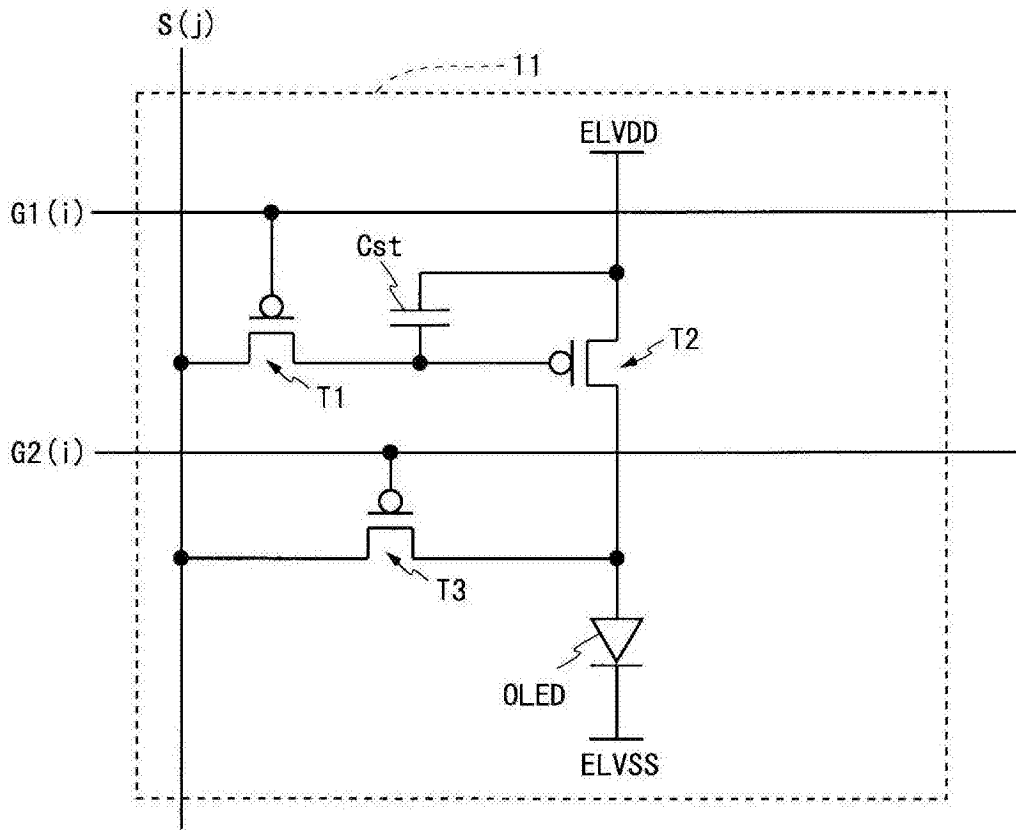 S(j)
11
ELVDD
G1(i)
Cst
T2
T1
G2(i)
T3
OLED
ELVSS